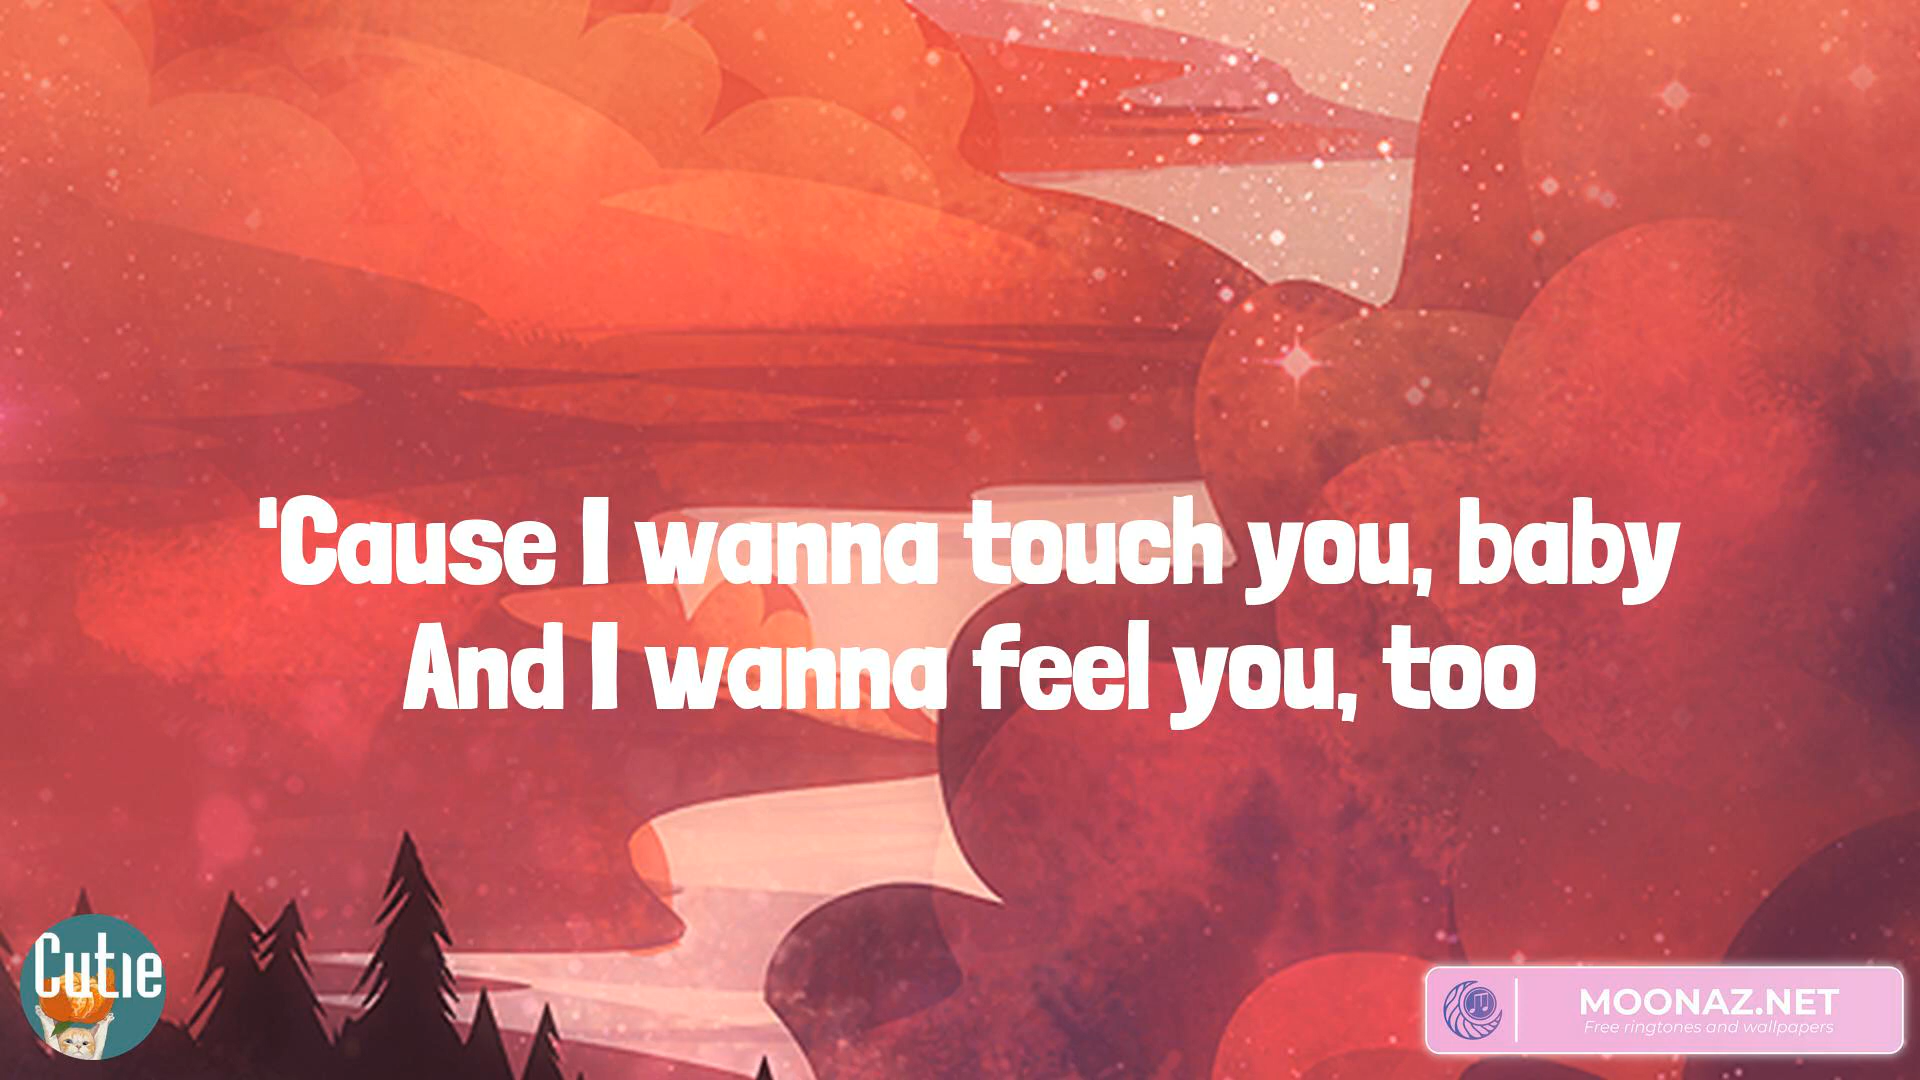 'Cause I wanna touch you, baby
And I wanna feel you, too
Cutie
MOONAZ.NET
Free ringtones and wallpapers